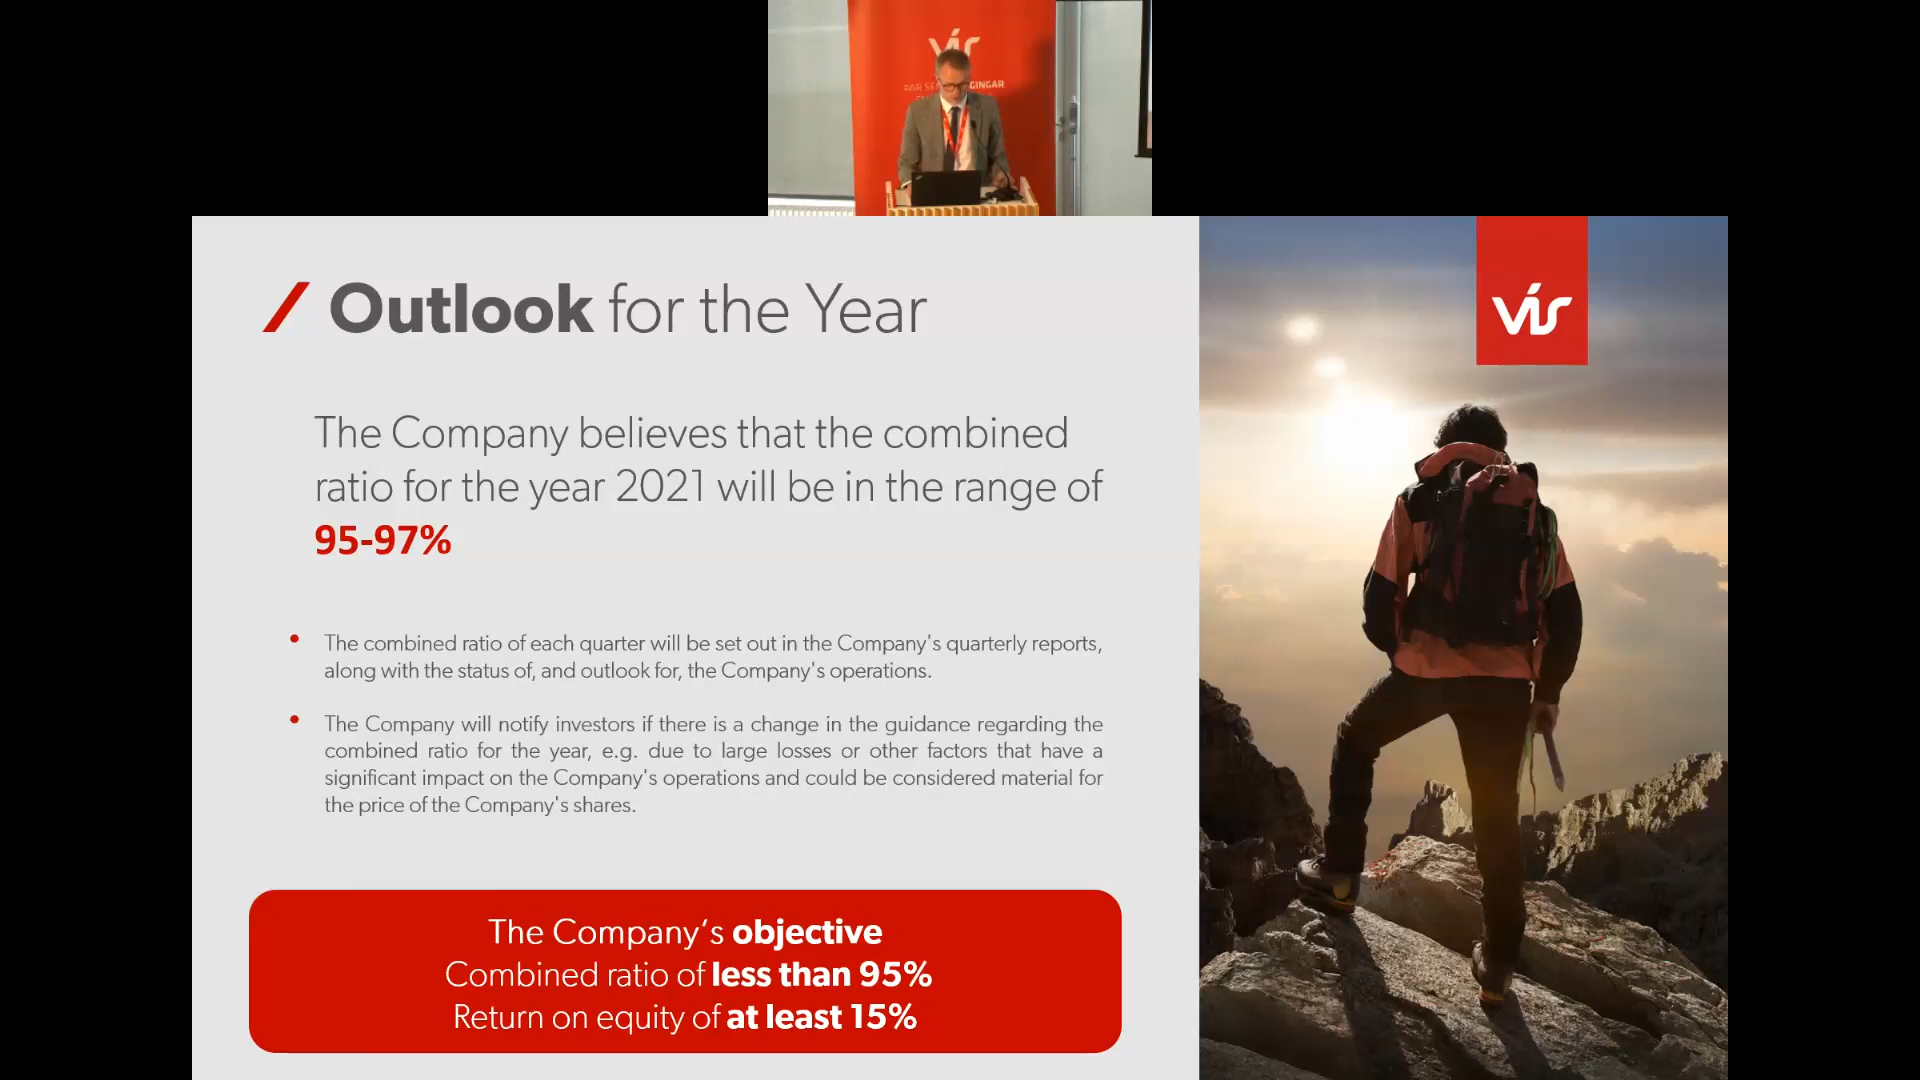 vís
ÞAR SEM
GINGAR
Outlook for the Year
vís
The Company believes that the combined
ratio for the year 2021 will be in the range of
95-97%
• The combined ratio of each quarter will be set out in the Company's quarterly reports,
along with the status of, and outlook for, the Company's operations.
• The Company will notify investors if there is a change in the guidance regarding the
combined ratio for the year, e.g. due to large losses or other factors that have a
significant impact on the Company's operations and could be considered material for
the price of the Company's shares.
The Company‘s objective
Combined ratio of less than 95%
Return on equity of at least 15%